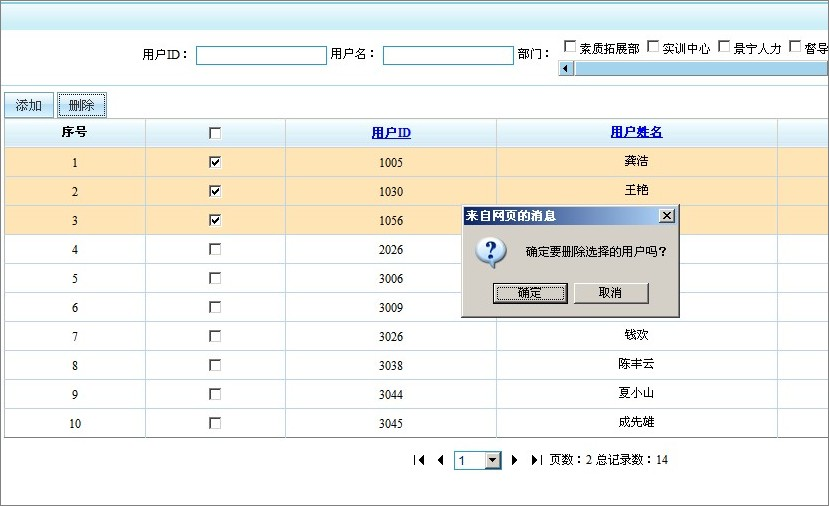 用户ID： 用户名： 部门： 素质拓展部 实训中心 景宁人力 督导
添加 删除
序号 用户ID 用户姓名
1 1005 龚浩
2 1030 王艳
3 1056
4 2026
5 3006
6 3009
7 3026 钱欢
8 3038 陈丰云
9 3044 夏小山
10 3045 成先雄
来自网页的消息
确定要删除选择的用户吗?
确定 取消
1 页数：2 总记录数：14